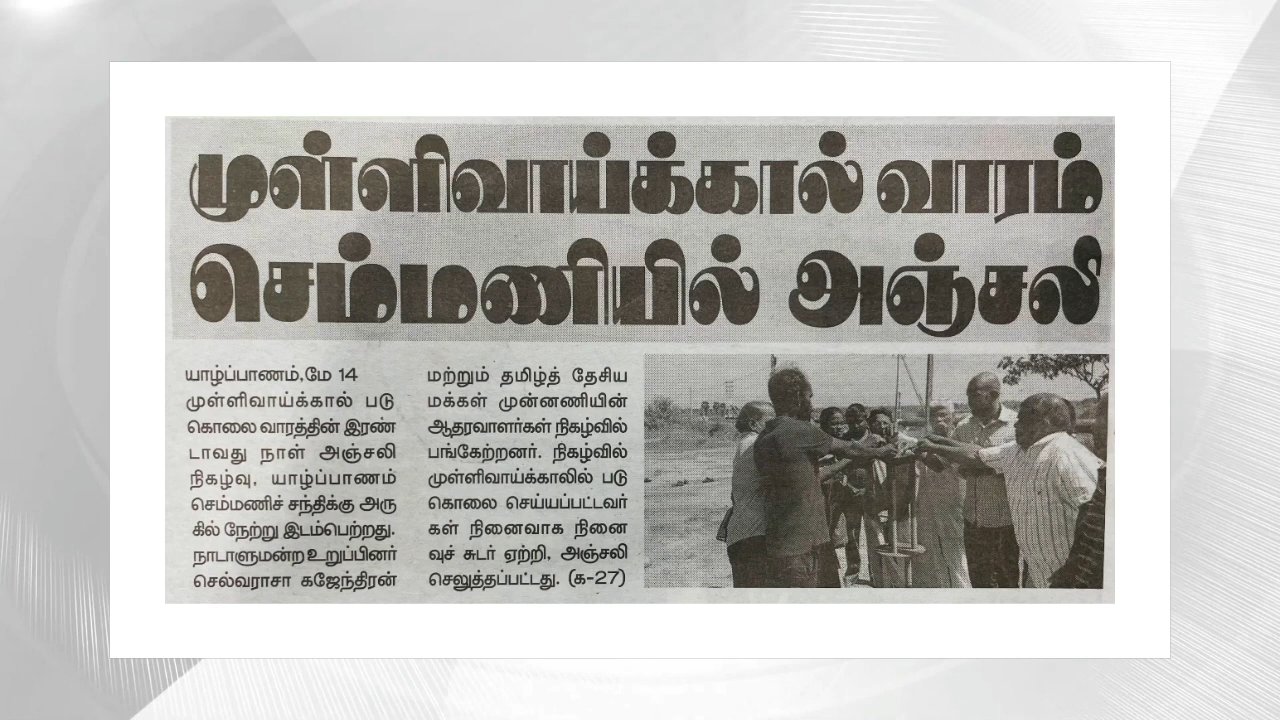 முள்ளிவாய்க்கால் வாரம்
செம்மணியில் அஞ்சலி
யாழ்ப்பாணம்,மே 14
முள்ளிவாய்க்கால் படு
கொலை வாரத்தின் இரண்
டாவது நாள் அஞ்சலி
நிகழ்வு, யாழ்ப்பாணம்
செம்மணிச் சந்திக்கு அரு
கில் நேற்று இடம்பெற்றது.
நாடாளுமன்ற உறுப்பினர்
செல்வராசா கஜேந்திரன்
மற்றும் தமிழ்த் தேசிய
மக்கள் முன்னணியின்
ஆதரவாளர்கள் நிகழ்வில்
பங்கேற்றனர். நிகழ்வில்
முள்ளிவாய்க்காலில் படு
கொலை செய்யப்பட்டவர்
கள் நினைவாக நினை
வுச் சுடர் ஏற்றி, அஞ்சலி
செலுத்தப்பட்டது. (க-27)